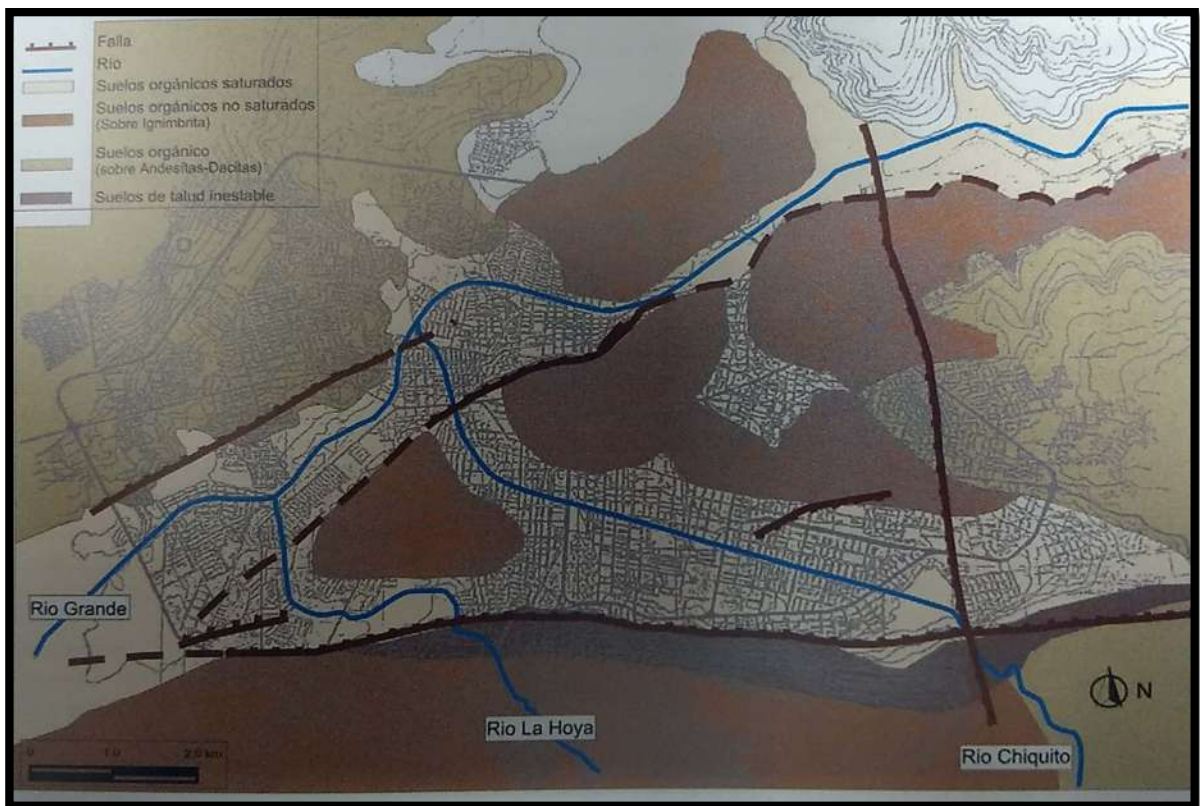 Falla
Río
Suelos orgánicos saturados
Suelos orgánicos no saturados
(Sobre Ignimbrita)
Suelos orgánico
(sobre Andesítas-Dacitas)
Suelos de talud inestable
Rio Grande
Rio La Hoya
Rio Chiquito
N
0 1.0 2.0 km